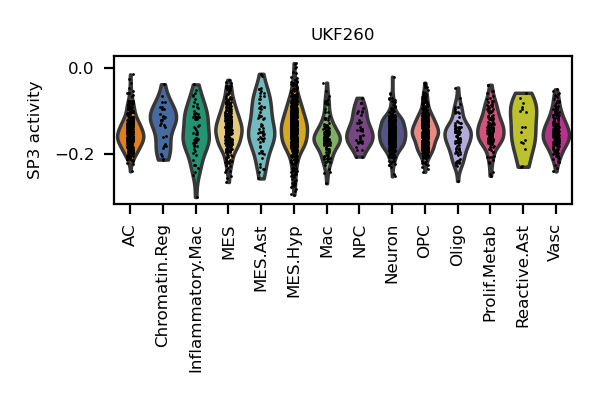 UKF260
SP3 activity
0.0
−0.2
AC
Chromatin.Reg
Inflammatory.Mac
MES
MES.Ast
MES.Hyp
Mac
NPC
Neuron
OPC
Oligo
Prolif.Metab
Reactive.Ast
Vasc